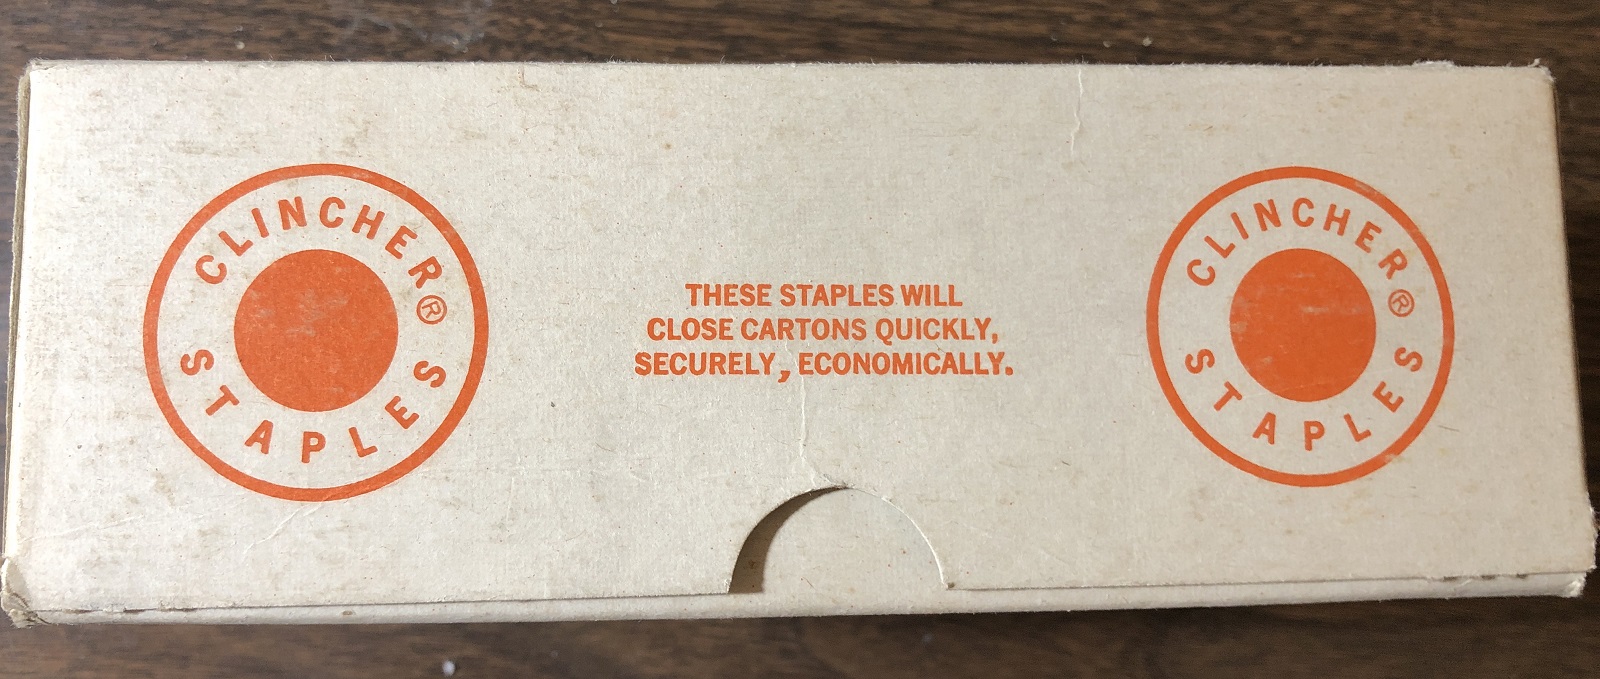 CLINCHER®
STAPLES
THESE STAPLES WILL
CLOSE CARTONS QUICKLY,
SECURELY, ECONOMICALLY.
CLINCHER®
STAPLES